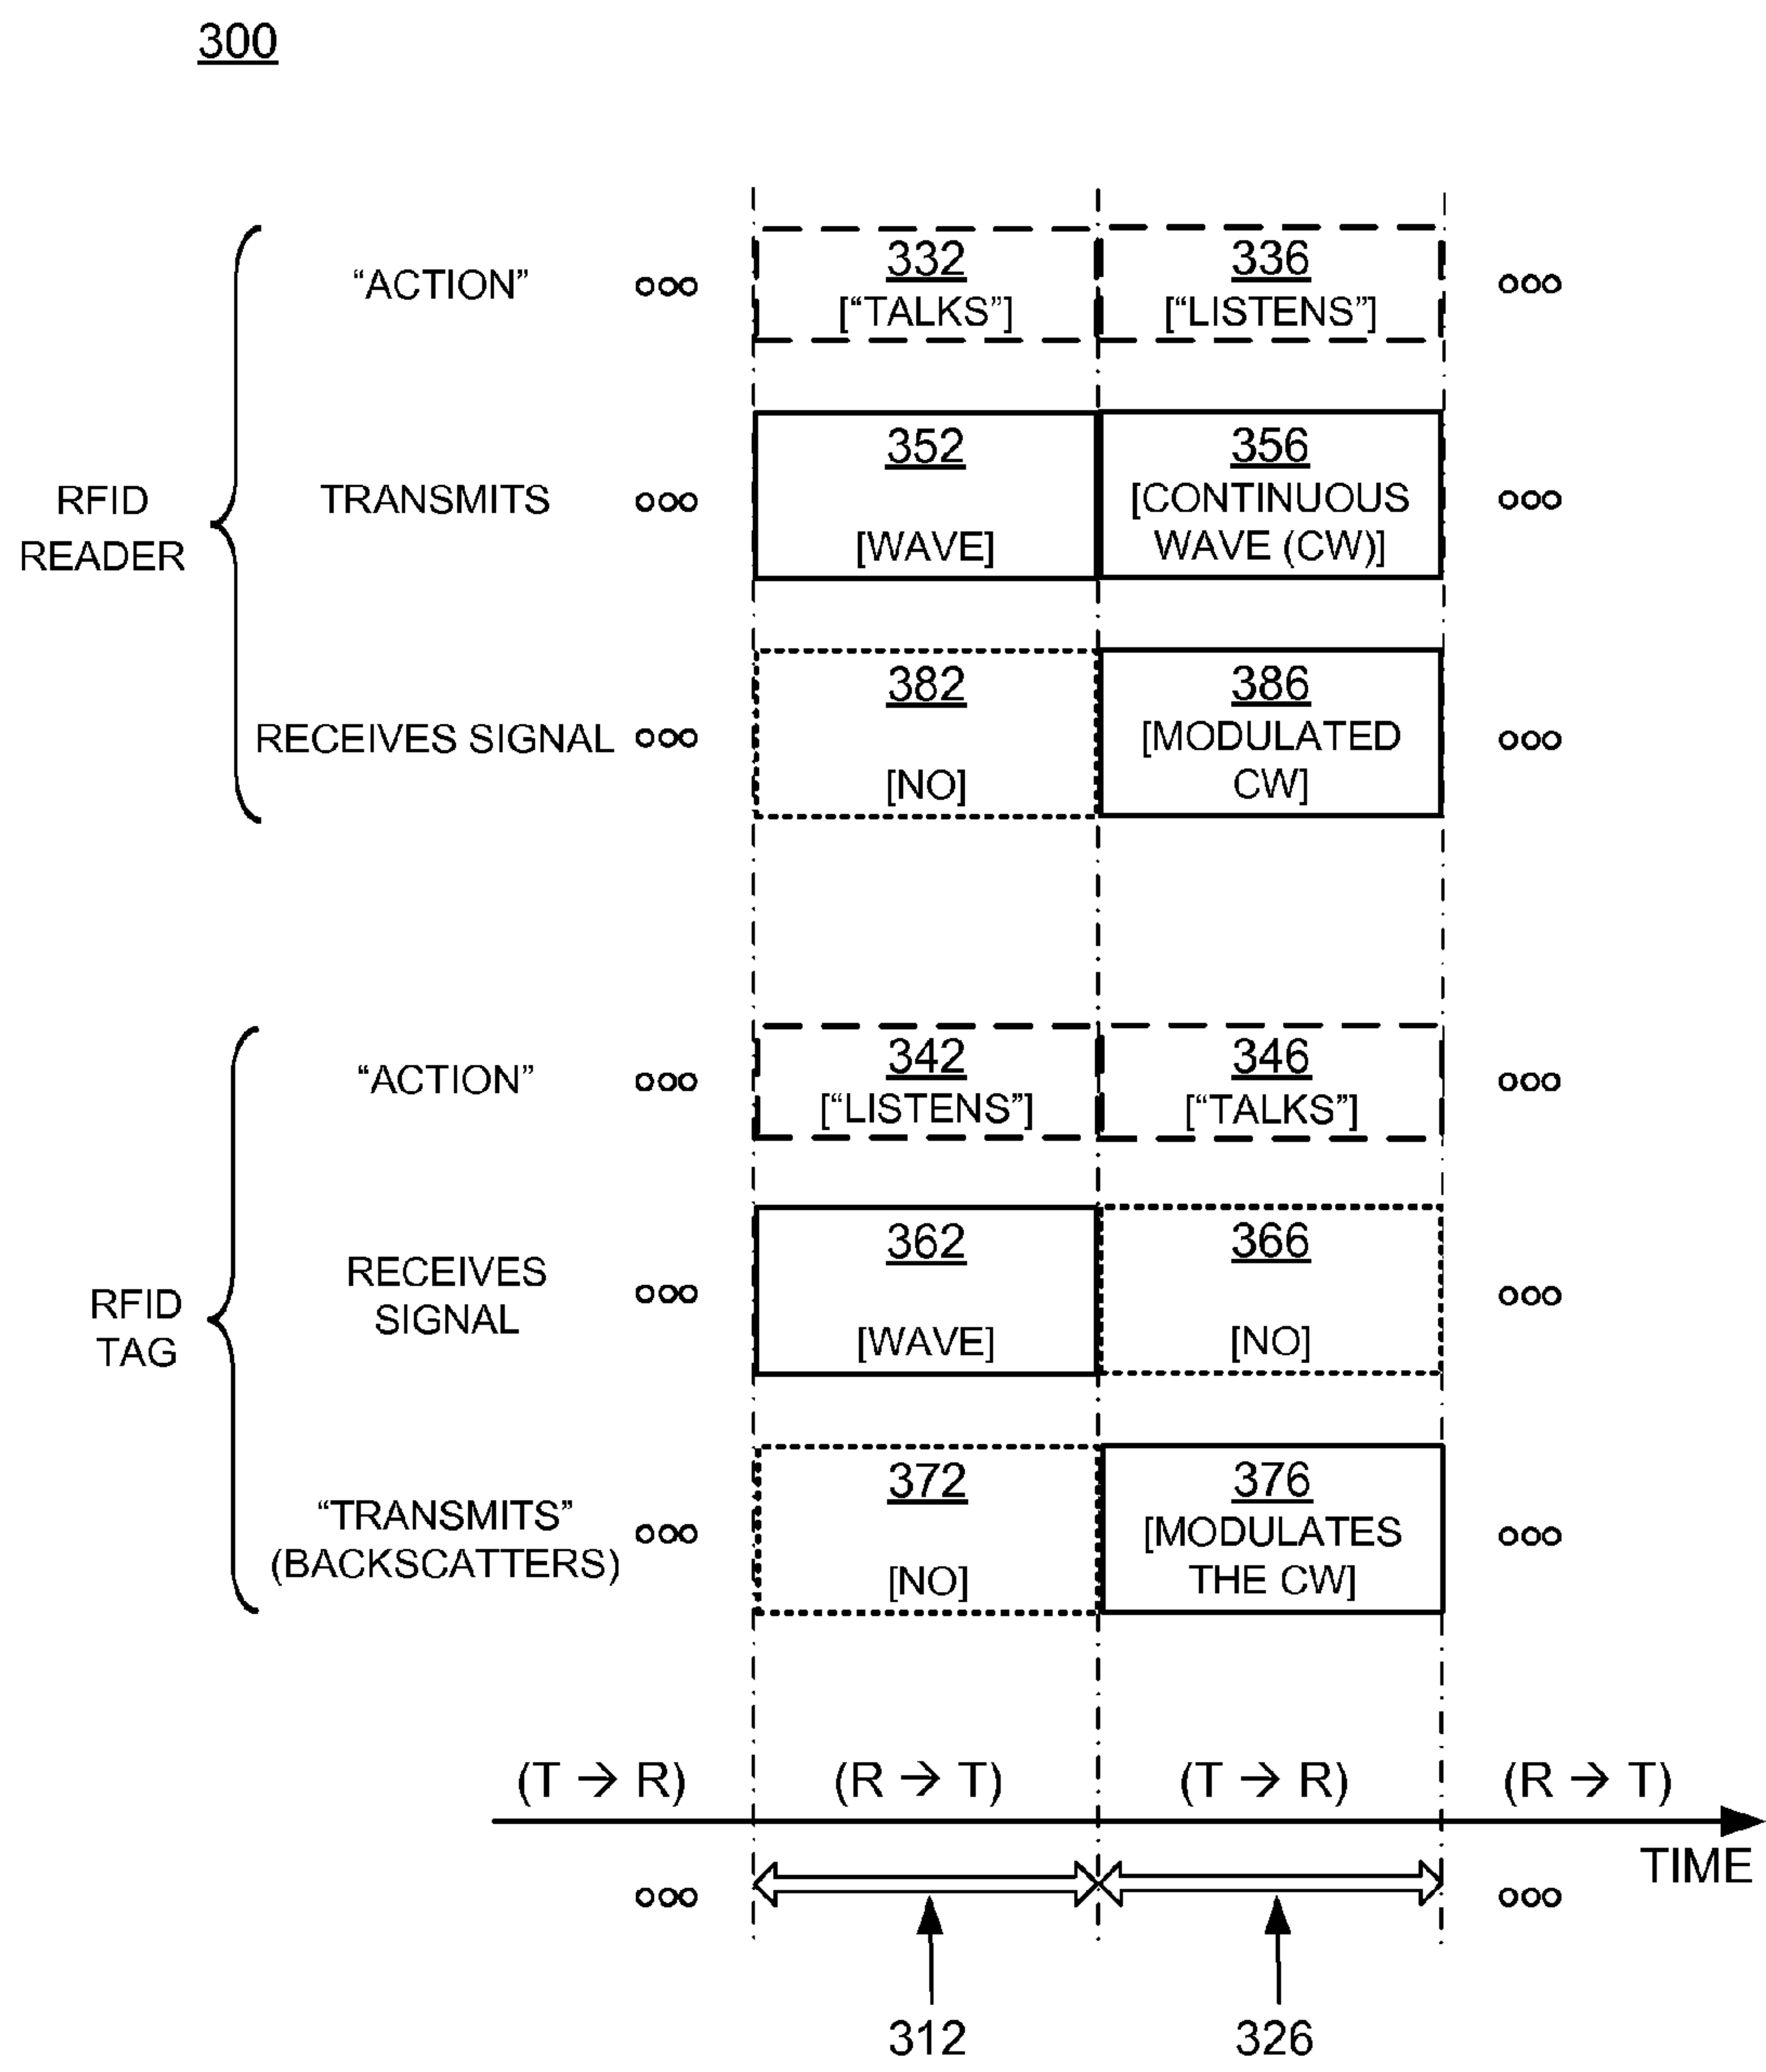 300
RFID
READER
“ACTION”
ooo
332
[“TALKS”]
336
[“LISTENS”]
ooo
TRANSMITS
ooo
352
[WAVE]
356
[CONTINUOUS
WAVE (CW)]
ooo
RECEIVES SIGNAL
ooo
382
[NO]
386
[MODULATED
CW]
ooo
RFID
TAG
“ACTION”
ooo
342
[“LISTENS”]
346
[“TALKS”]
ooo
RECEIVES
SIGNAL
ooo
362
[WAVE]
366
[NO]
ooo
“TRANSMITS”
(BACKSCATTERS)
ooo
372
[NO]
376
[MODULATES
THE CW]
ooo
(T → R)
(R → T)
(T → R)
(R → T)
TIME
ooo
ooo
312
326